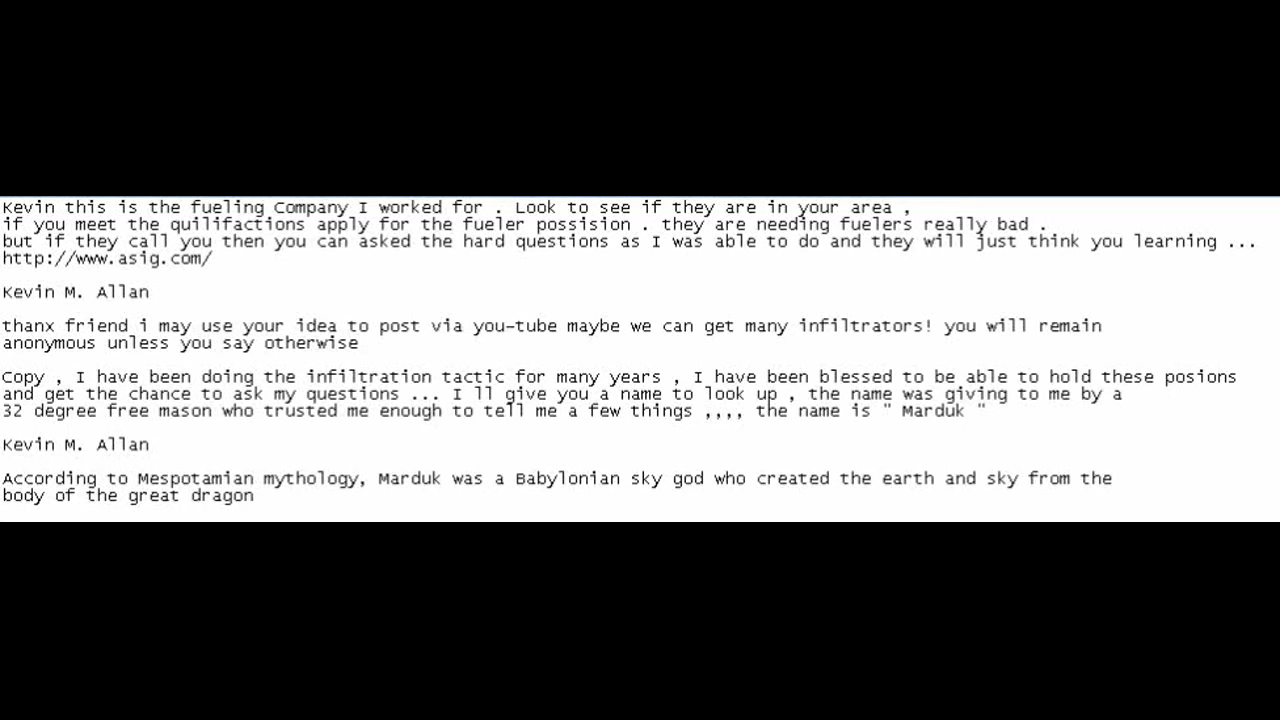 Kevin this is the fueling Company I worked for . Look to see if they are in your area ,
if you meet the quilifactions apply for the fueler possision . they are needing fuelers really bad .
but if they call you then you can asked the hard questions as I was able to do and they will just think you learning ...
http://www.asig.com/
Kevin M. Allan
thanx friend i may use your idea to post via you-tube maybe we can get many infiltrators! you will remain
anonymous unless you say otherwise
Copy , I have been doing the infiltration tactic for many years , I have been blessed to be able to hold these posions
and get the chance to ask my questions ... I ll give you a name to look up , the name was giving to me by a
32 degree free mason who trusted me enough to tell me a few things ,,,, the name is " Marduk "
Kevin M. Allan
According to Mespotamian mythology, Marduk was a Babylonian sky god who created the earth and sky from the
body of the great dragon